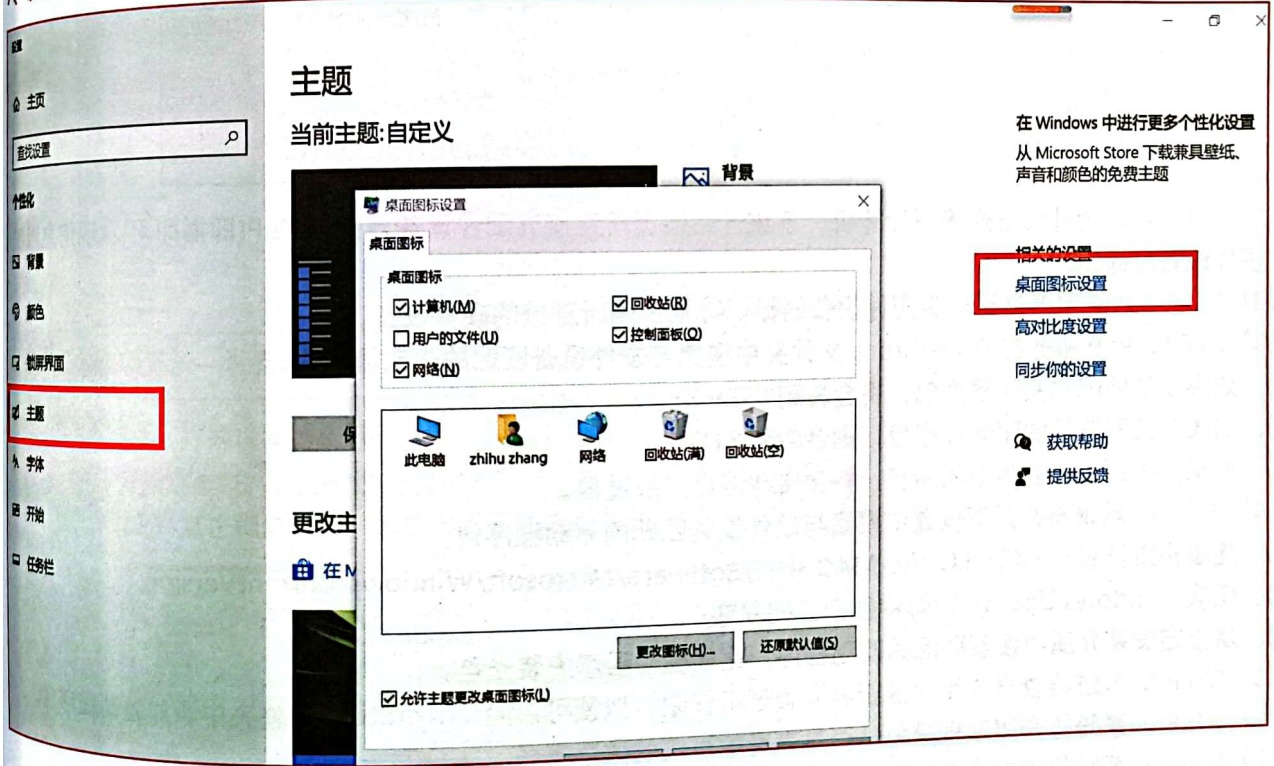 设置
主页
查找设置
个性化
背景
颜色
锁屏界面
主题
字体
开始
任务栏
主题
当前主题:自定义
背景
更改主
在 M
桌面图标设置
桌面图标
桌面图标
计算机(M)
回收站(R)
用户的文件(U)
控制面板(O)
网络(N)
此电脑
zhihu zhang
网络
回收站(满)
回收站(空)
更改图标(H)...
还原默认值(S)
允许主题更改桌面图标(L)
在 Windows 中进行更多个性化设置
从 Microsoft Store 下载兼具壁纸、
声音和颜色的免费主题
相关的设置
桌面图标设置
高对比度设置
同步你的设置
获取帮助
提供反馈